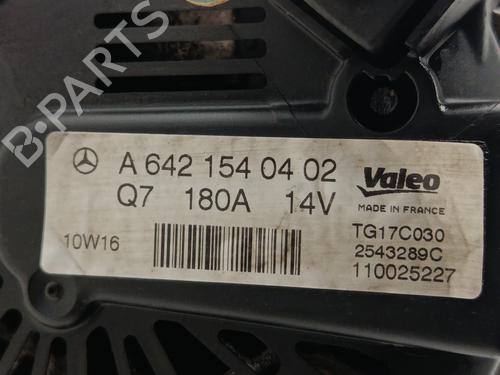 B-PARTS
A 642 154 04 02
Q7 180A 14V
Valeo
MADE IN FRANCE
10W16
TG17C030
2543289C
110025227